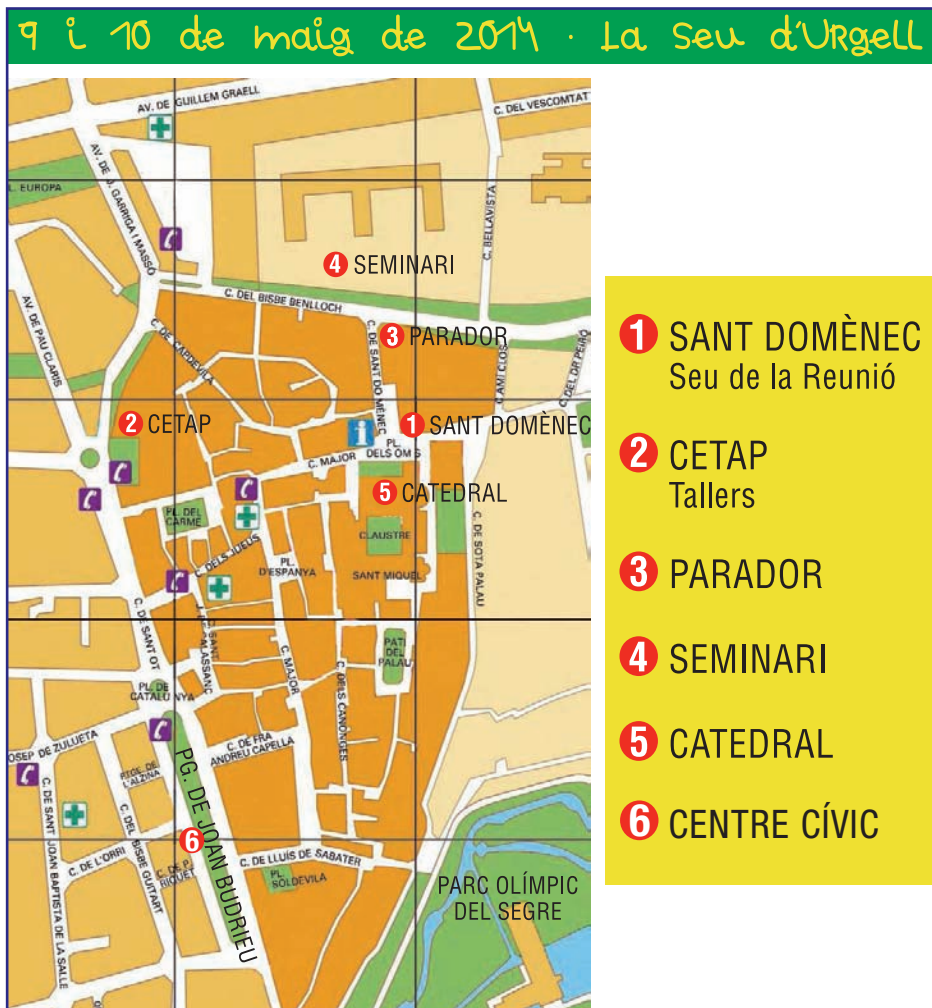 9 i 10 de maig de 2014 · La Seu d'URgell
AV. DE GUILLEM GRAELL
C. DEL VESCOMTAT
AV. DE J. GARRIGA I MASSÓ
L. EUROPA
C. BELLAVISTA
4 SEMINARI
C. DEL BISBE BENLLOCH
AV. DE PAU CLARIS
C. DE CAPDEVILA
C. DE SANT DOMÈNEC
3 PARADOR
C. AMÍ CLOS
C. DEL DR PEIRÓ
2 CETAP
i
1 SANT DOMÈNEC
PL.
DELS OMS
C. MAJOR
5 CATEDRAL
PL. DEL
CARME
CLAUSTRE
C. DELS JUEUS
PL.
D'ESPANYA
SANT MIQUEL
C. DE SOTA PALAU
C. DE SANT OT
PATI
DEL
PALAU
C. MAJOR
C. DELS CANONGES
PL. DE
CATALUNYA
OSEP DE ZULUETA
C. DE FRA
ANDREU CAPELLA
L'ALZINA
PG. DE JOAN BUDRIEU
C. DE SANT JOAN BAPTISTA DE LA SALLE
C. DEL BISBE GUITART
6
C. DE L'ORRI
C. DE P.
RIQUET
C. DE LLUÍS DE SABATER
PL.
SOLDEVILA
PARC OLÍMPIC
DEL SEGRE
1 SANT DOMÈNEC
Seu de la Reunió
2 CETAP
Tallers
3 PARADOR
4 SEMINARI
5 CATEDRAL
6 CENTRE CÍVIC